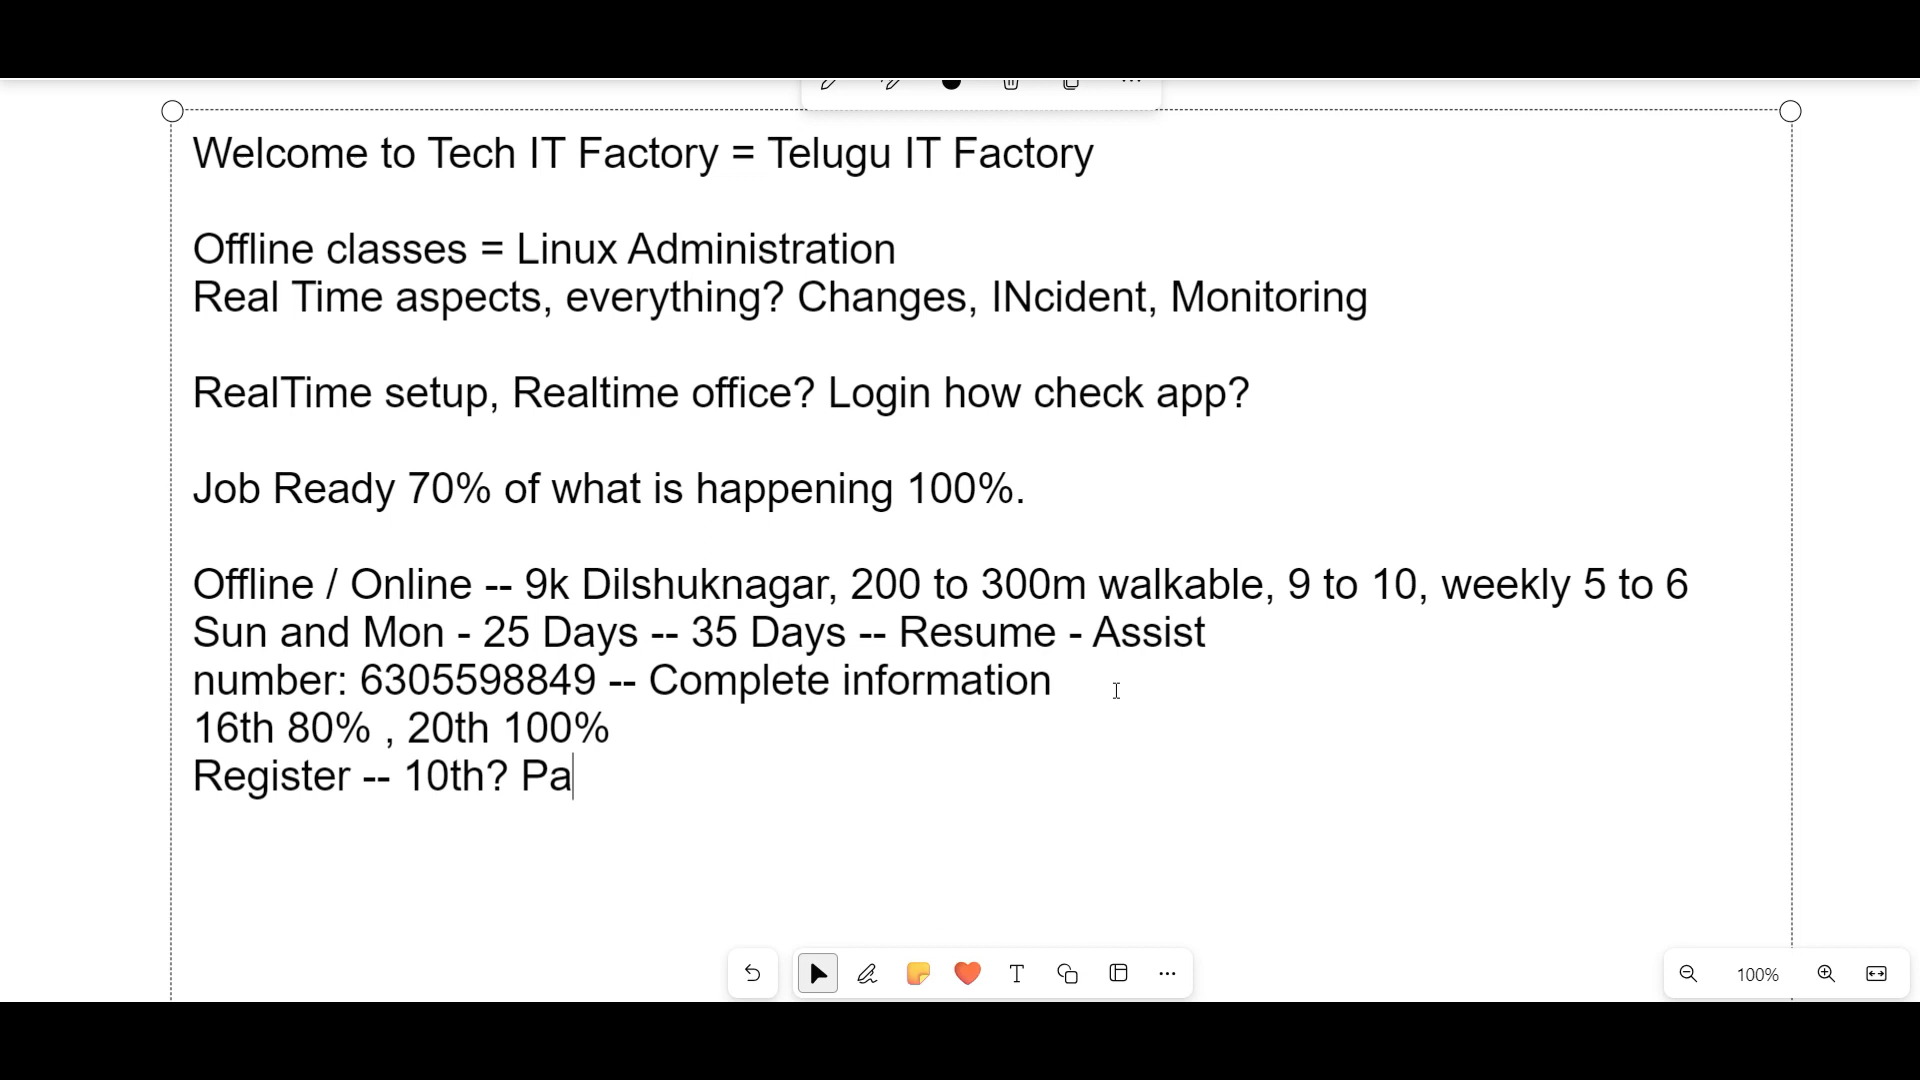 Welcome to Tech IT Factory = Telugu IT Factory
Offline classes = Linux Administration
Real Time aspects, everything? Changes, INcident, Monitoring
RealTime setup, Realtime office? Login how check app?
Job Ready 70% of what is happening 100%.
Offline / Online -- 9k Dilshuknagar, 200 to 300m walkable, 9 to 10, weekly 5 to 6
Sun and Mon - 25 Days -- 35 Days -- Resume - Assist
number: 6305598849 -- Complete information
16th 80% , 20th 100%
Register -- 10th? Pa
100%